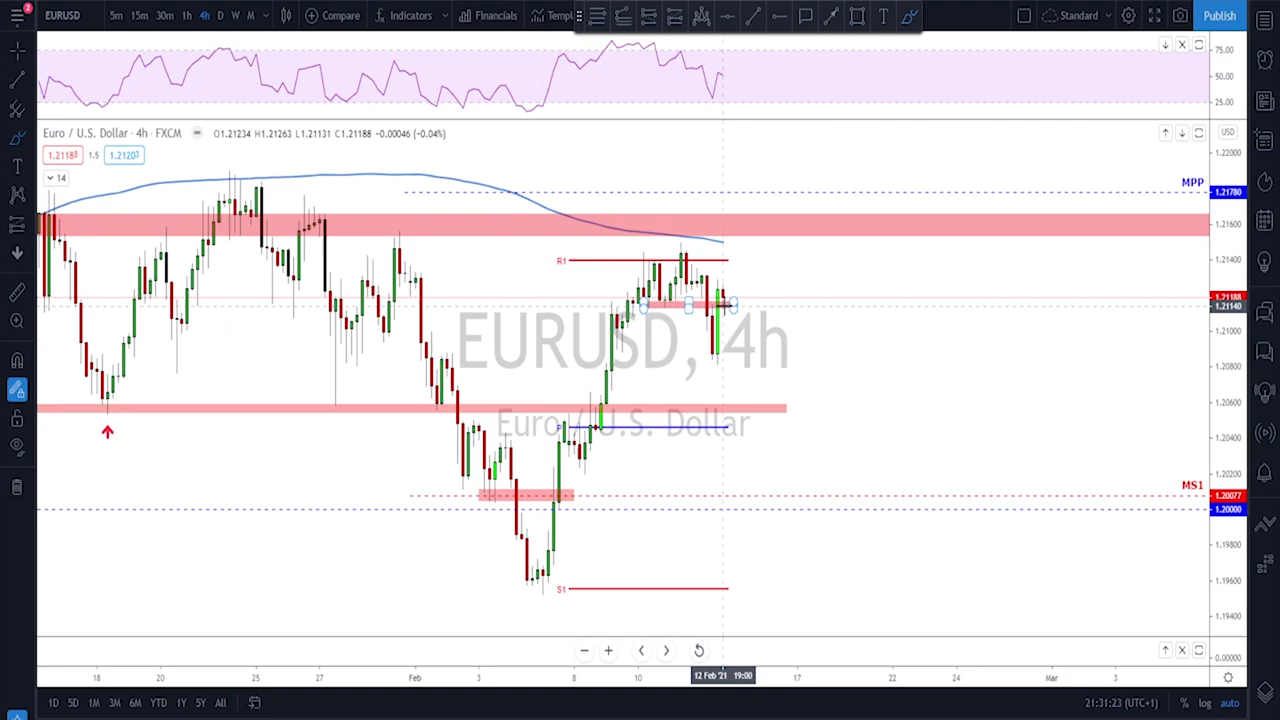 2
EURUSD 5m 15m 30m 1h 4h D W M Compare Indicators Financials Templ Standard Publish
75.00
50.00
25.00
Euro / U.S. Dollar · 4h · FXCM O1.21234 H1.21263 L1.21131 C1.21188 -0.00046 (-0.04%)
USD
1.21188 1.5 1.21203
1.22000
14
MPP
1.21780
1.21600
R1
1.21400
1.21188
1.21140
1.21000
EURUSD, 4h
1.20800
1.20600
Euro / U.S. Dollar
P
1.20400
1.20200
MS1
1.20077
1.20000
1.19800
1.19600
S1
1.19400
0.00000
18 20 25 27 Feb 3 8 10 12 Feb '21 19:00 17 22 24 Mar 3
1D 5D 1M 3M 6M YTD 1Y 5Y All 21:31:23 (UTC+1) % log auto